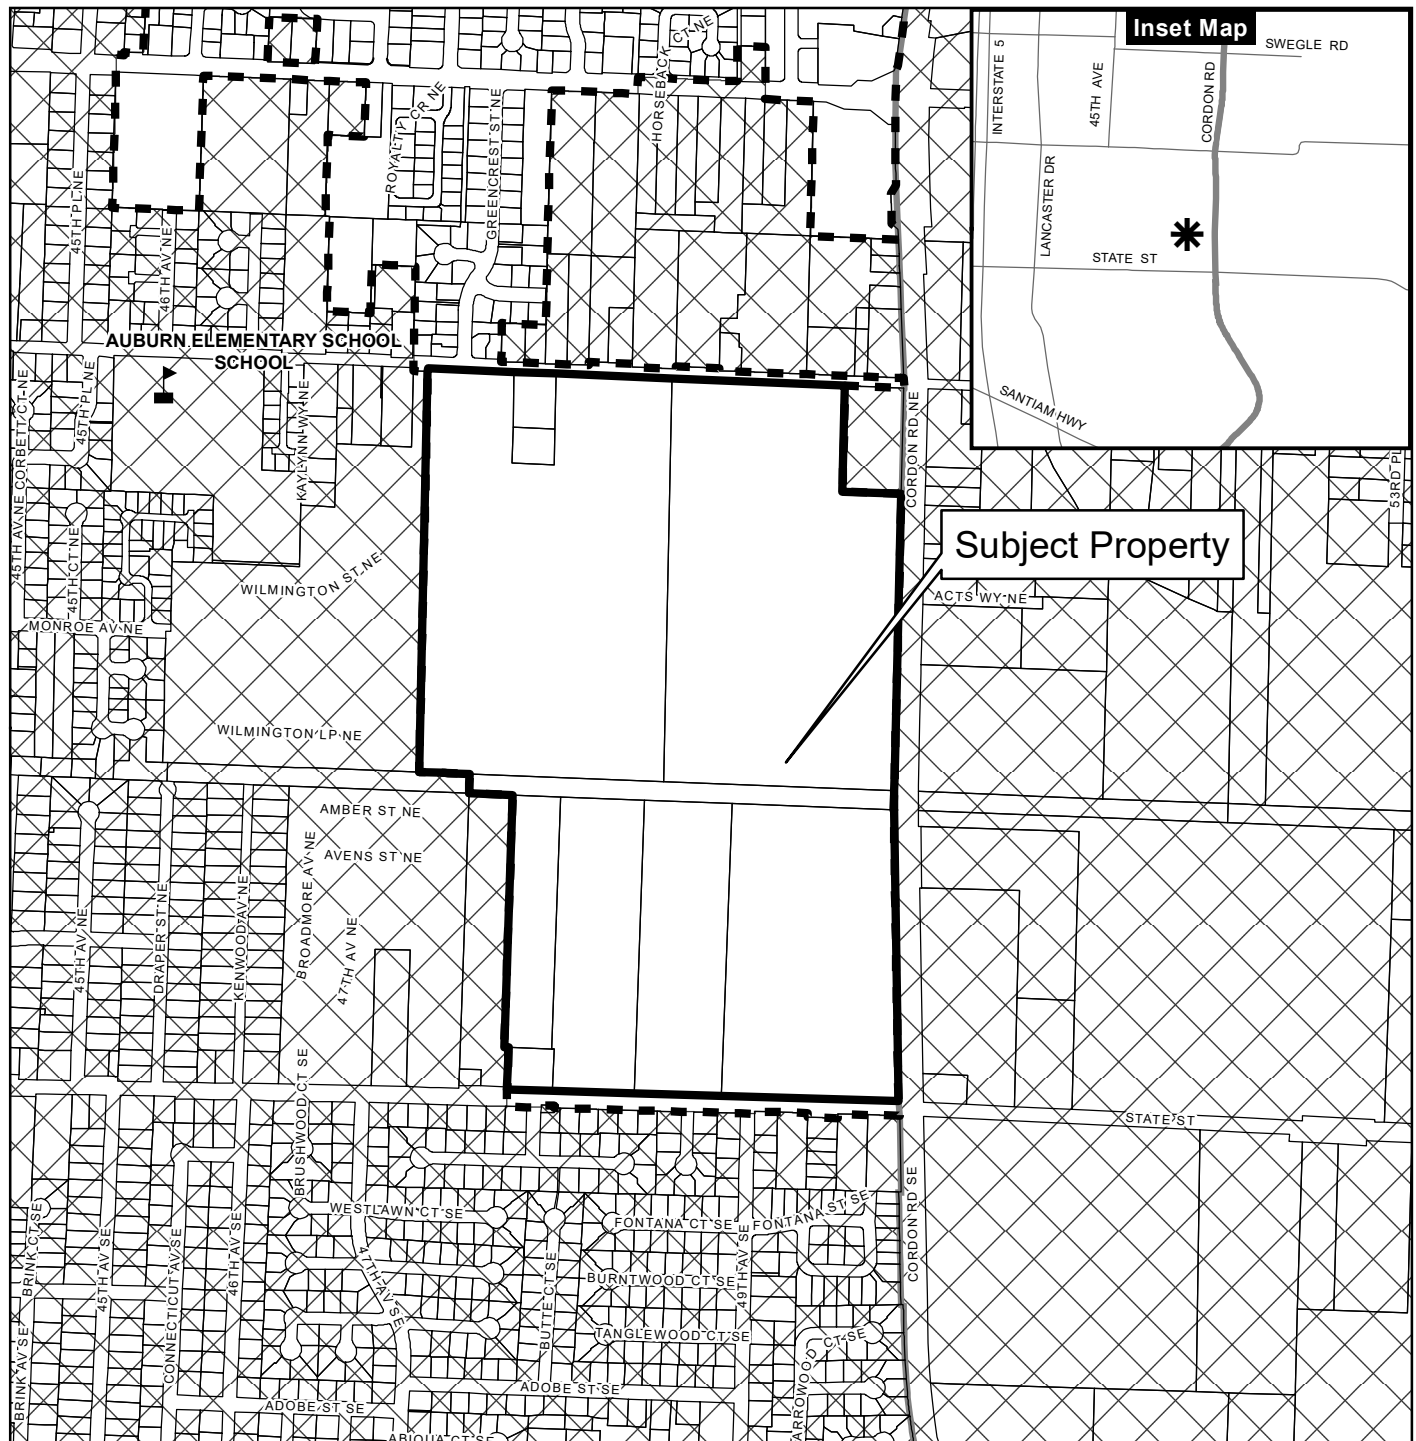 Inset Map
SWEGLE RD
INTERSTATE 5
45TH AVE
CORDON RD
LANCASTER DR
STATE ST
SANTIAM HWY
HORSEBACK CT NE
ROYALTY CR NE
GREENCREST ST NE
45TH PL NE
46TH AV NE
AUBURN ELEMENTARY SCHOOL
SCHOOL
45TH PL NE
CORBETT CT NE
45TH AV NE
KAYLYNN WY NE
CORDON RD NE
53RD PL
Subject Property
45TH CT NE
WILMINGTON ST NE
ACTS WY NE
MONROE AV NE
WILMINGTON LP NE
AMBER ST NE
AVENS ST NE
BROADMORE AV NE
45TH AV NE
DRAPER ST NE
KENWOOD AV NE
47TH AV NE
BRUSHWOOD CT SE
STATE ST
WESTLAWN CT SE
FONTANA CT SE
FONTANA ST SE
CORDON RD SE
BRINK CT SE
45TH AV SE
CONNECTICUT AV SE
46TH AV SE
47TH AV SE
BUTTE CT SE
BURNTWOOD CT SE
49TH AV SE
TANGLEWOOD CT SE
ARROWOOD CT SE
BRINK AV SE
ADOBE ST SE
ADOBE ST SE
ABIQUA CT SE